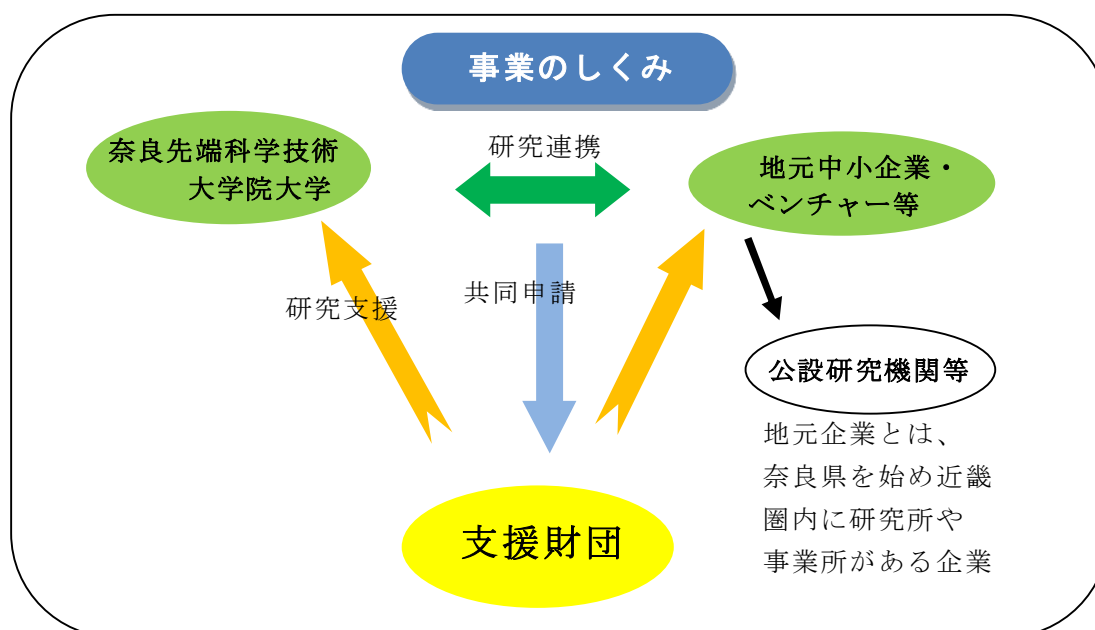 事業のしくみ
研究連携
奈良先端科学技術
大学院大学
地元中小企業・
ベンチャー等
研究支援
共同申請
公設研究機関等
地元企業とは、
奈良県を始め近畿
圏内に研究所や
事業所がある企業
支援財団